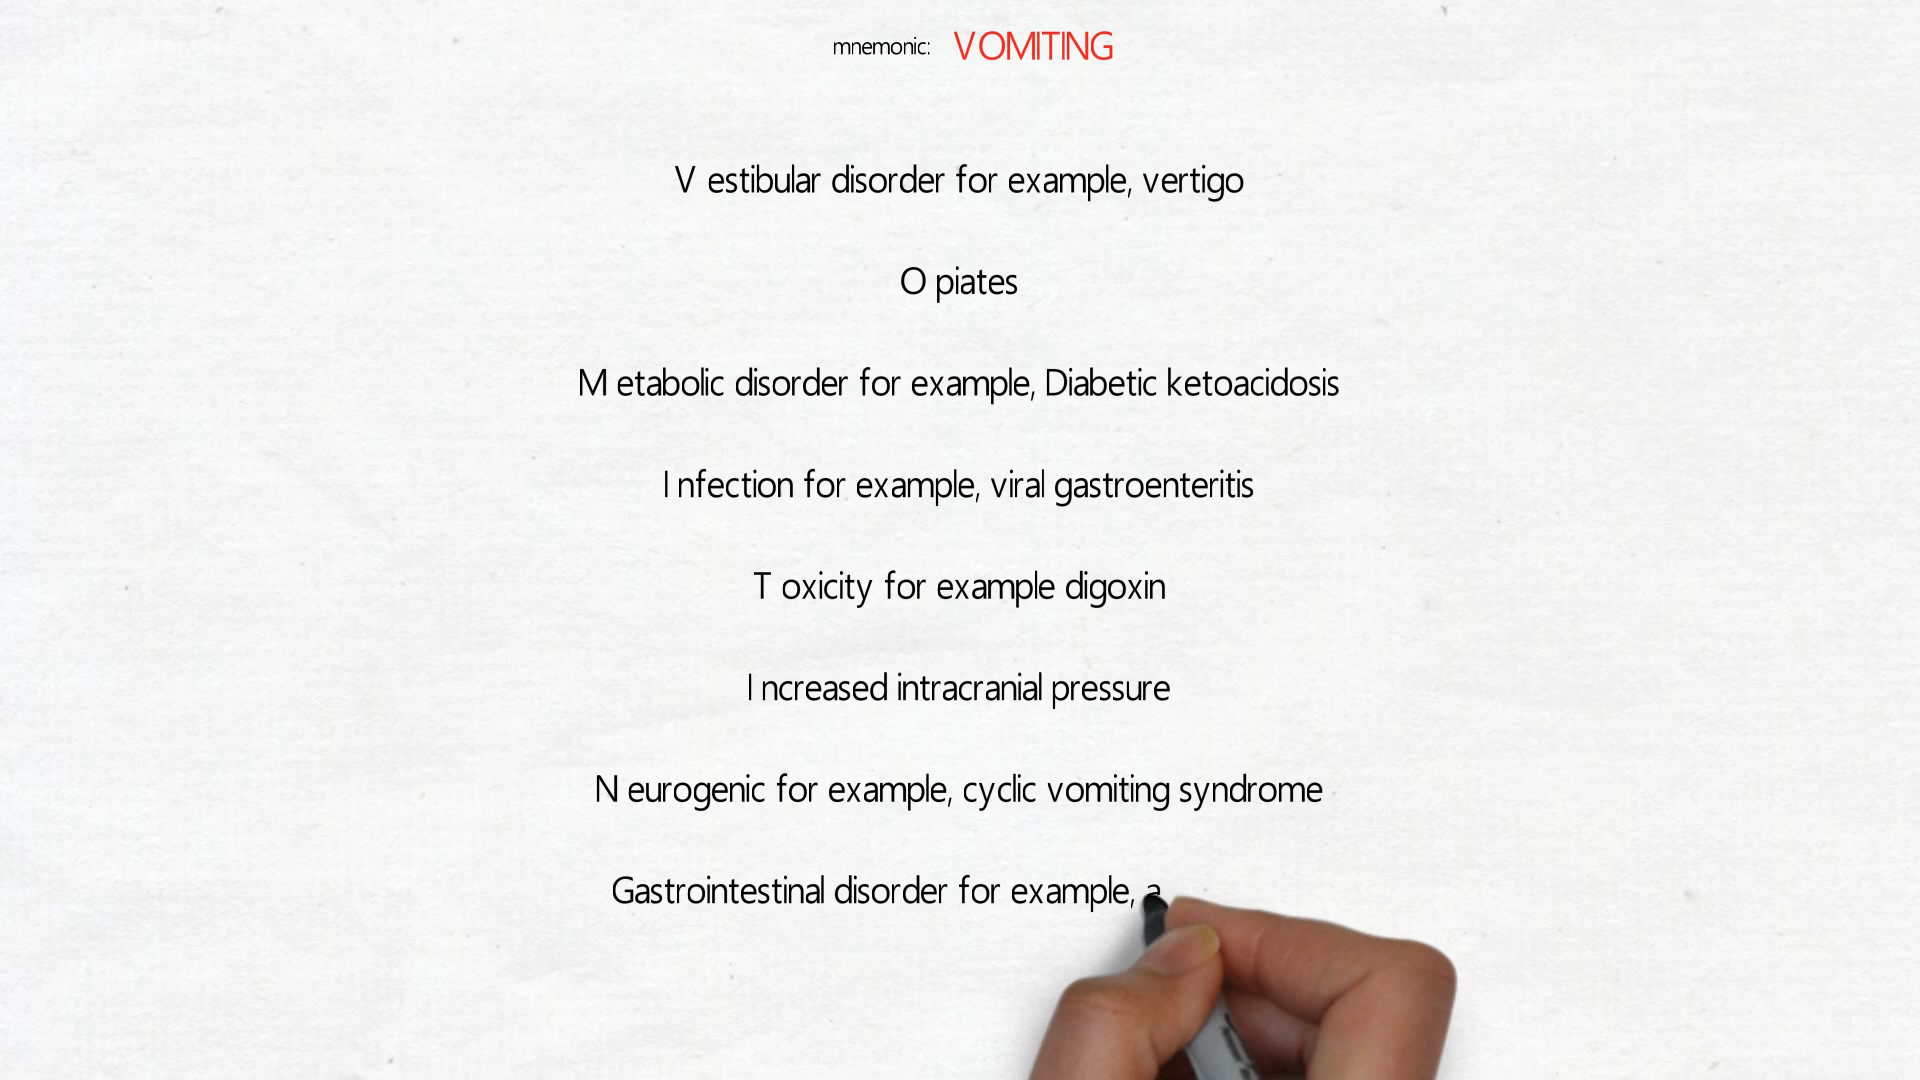 mnemonic: VOMITING
V estibular disorder for example, vertigo
O piates
M etabolic disorder for example, Diabetic ketoacidosis
I nfection for example, viral gastroenteritis
T oxicity for example digoxin
I ncreased intracranial pressure
N eurogenic for example, cyclic vomiting syndrome
Gastrointestinal disorder for example,